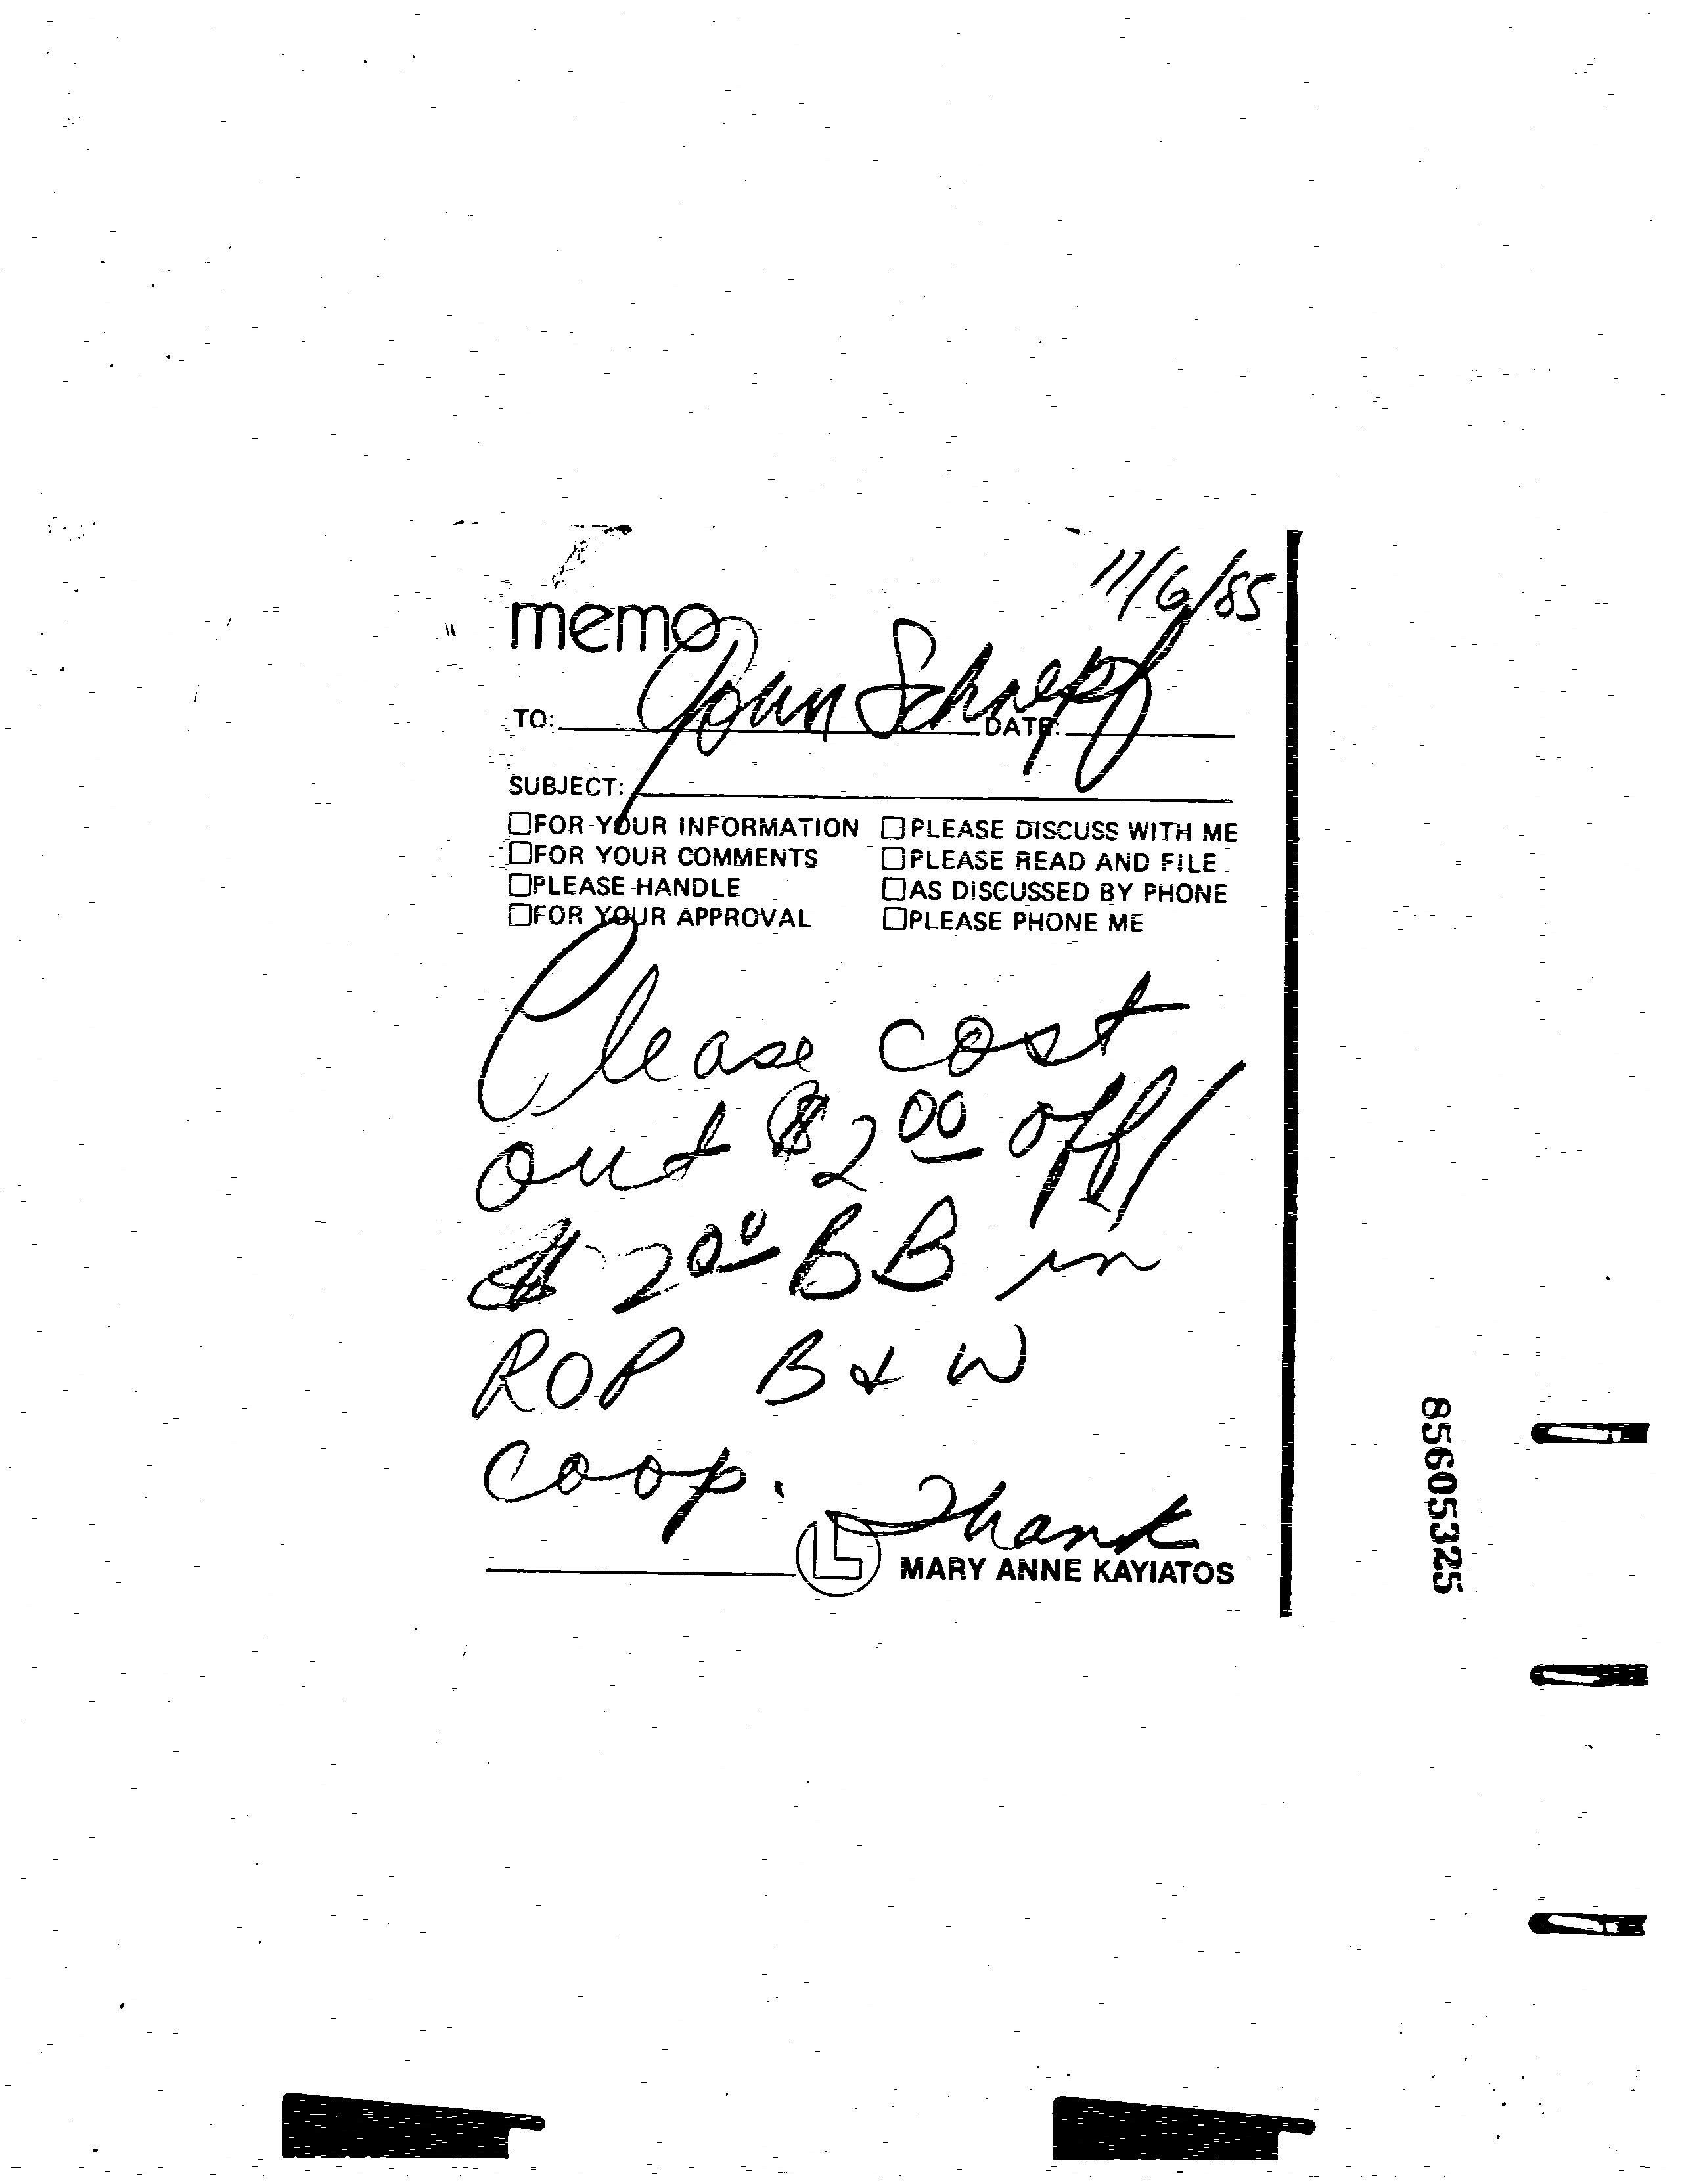 11/6/85
memo
TO: John Schnepf DATE:
SUBJECT:
☐FOR YOUR INFORMATION ☐PLEASE DISCUSS WITH ME
☐FOR YOUR COMMENTS ☐PLEASE READ AND FILE
☐PLEASE HANDLE ☐AS DISCUSSED BY PHONE
☐FOR YOUR APPROVAL ☐PLEASE PHONE ME
Please cost
out $2 00 off/
$2 00 BB in
ROP B & W
coop.
Thank
MARY ANNE KAYIATOS
85605325